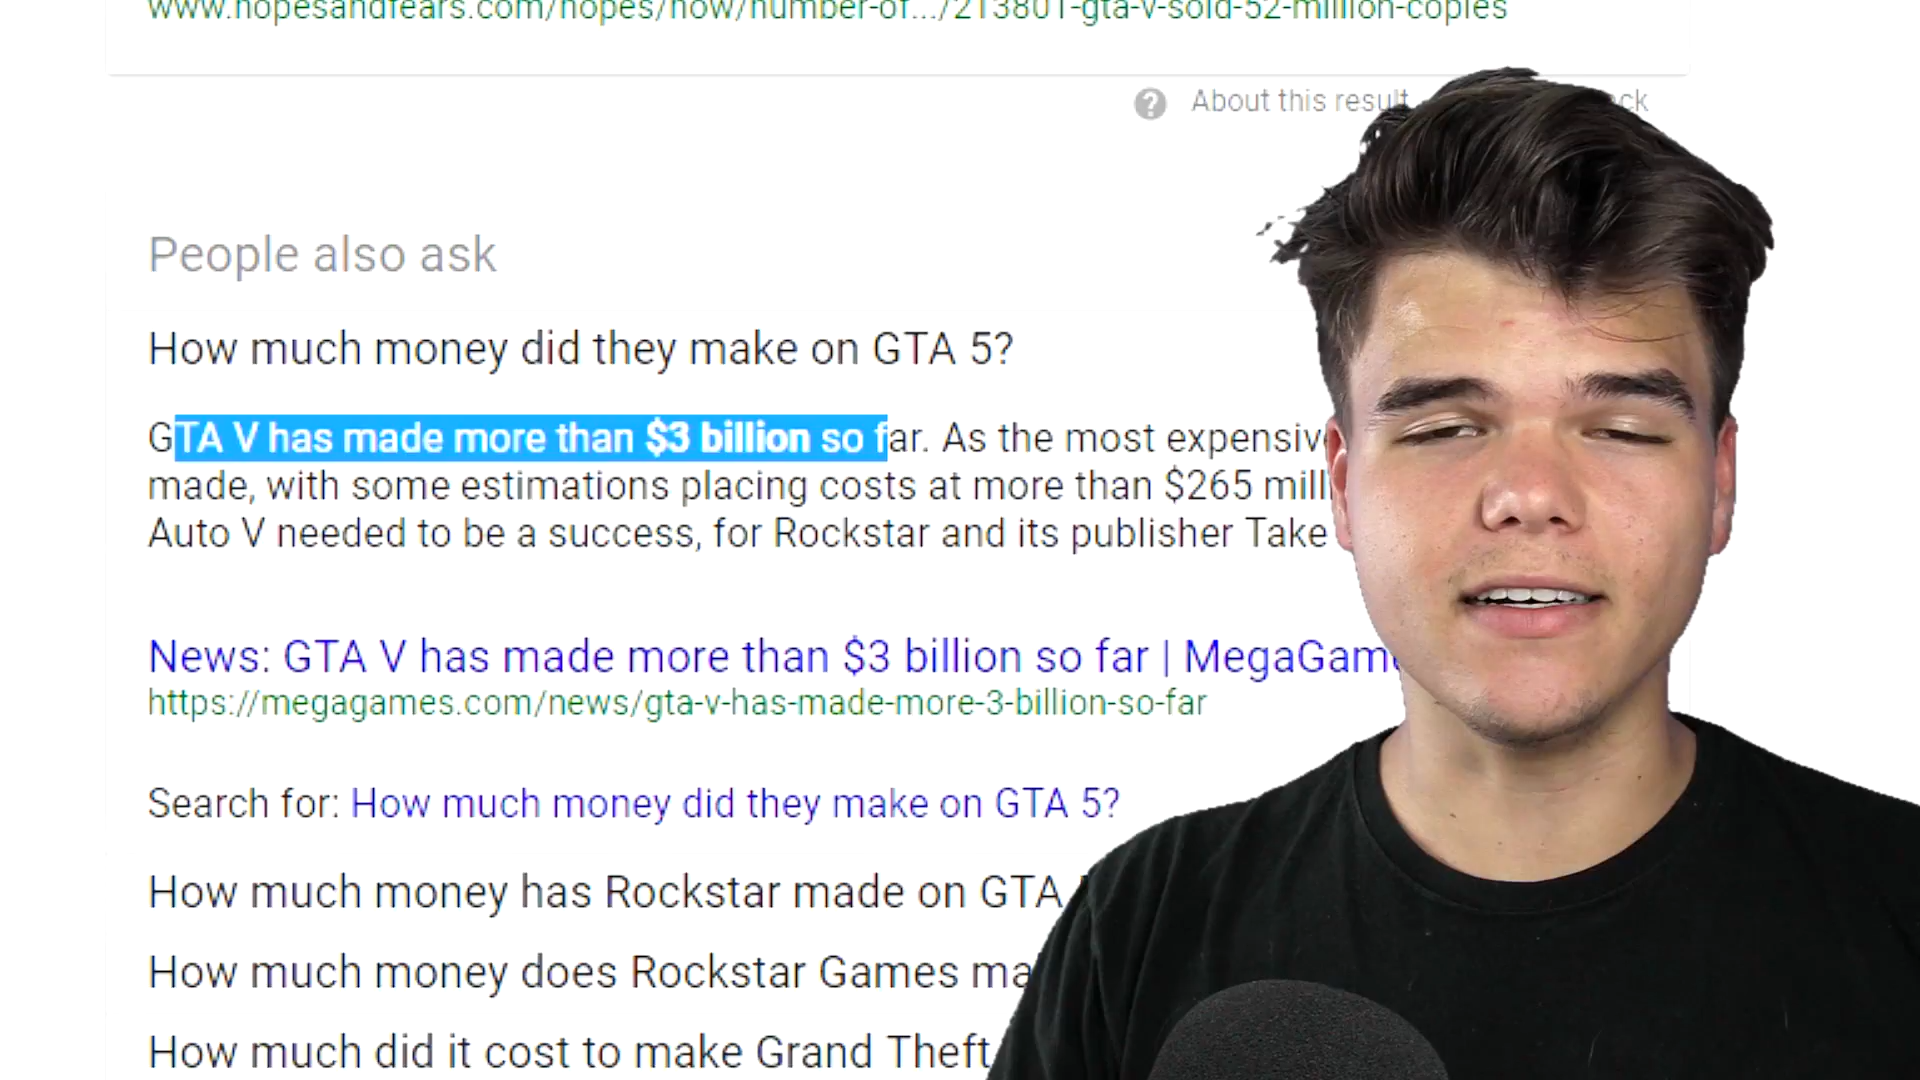 www.hopesandfears.com/hopes/now/number-of.../213801-gta-v-sold-52-million-copies
About this result
People also ask
How much money did they make on GTA 5?
GTA V has made more than $3 billion so far. As the most expensive
made, with some estimations placing costs at more than $265 milli
Auto V needed to be a success, for Rockstar and its publisher Take
News: GTA V has made more than $3 billion so far | MegaGame
https://megagames.com/news/gta-v-has-made-more-3-billion-so-far
Search for: How much money did they make on GTA 5?
How much money has Rockstar made on GTA
How much money does Rockstar Games ma
How much did it cost to make Grand Theft